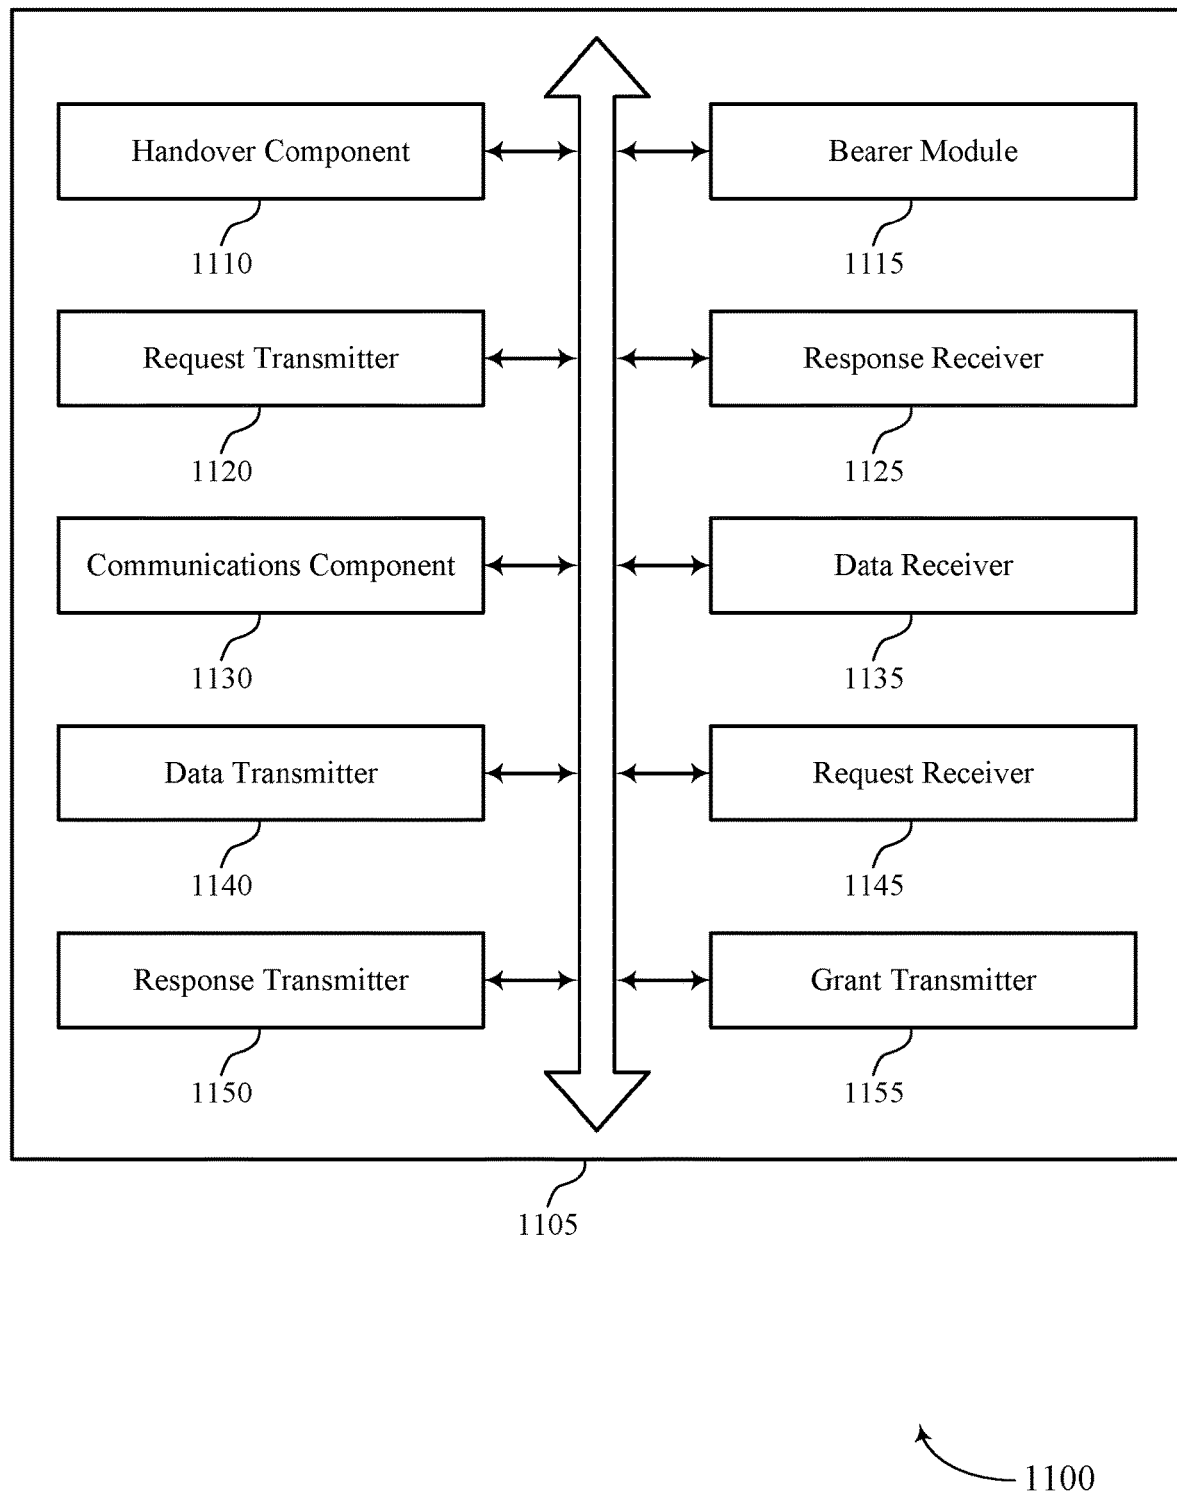 Handover Component
Bearer Module
1110
1115
Request Transmitter
Response Receiver
1120
1125
Communications Component
Data Receiver
1130
1135
Data Transmitter
Request Receiver
1140
1145
Response Transmitter
Grant Transmitter
1150
1155
1105
1100